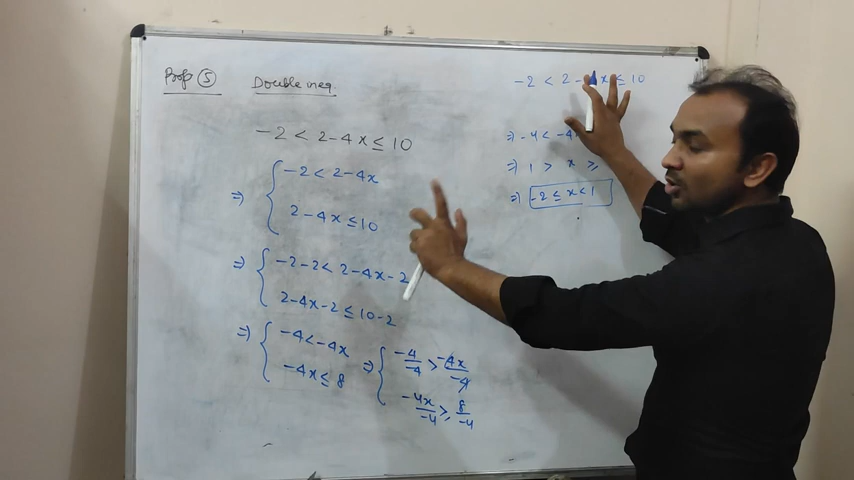 Prop ⑤ Double ineq.
-2 < 2-4x ≤ 10
⇒ { -2 < 2-4x
2-4x ≤ 10
⇒ { -2-2 < 2-4x-2
2-4x-2 ≤ 10-2
⇒ { -4 < -4x
-4x ≤ 8
⇒ { -4/-4 > -4x/-4
-4x/-4 ≥ 8/-4
-2 < 2- x ≤ 10
⇒ -4 < -4
⇒ 1 > x ≥
⇒ -2 ≤ x < 1